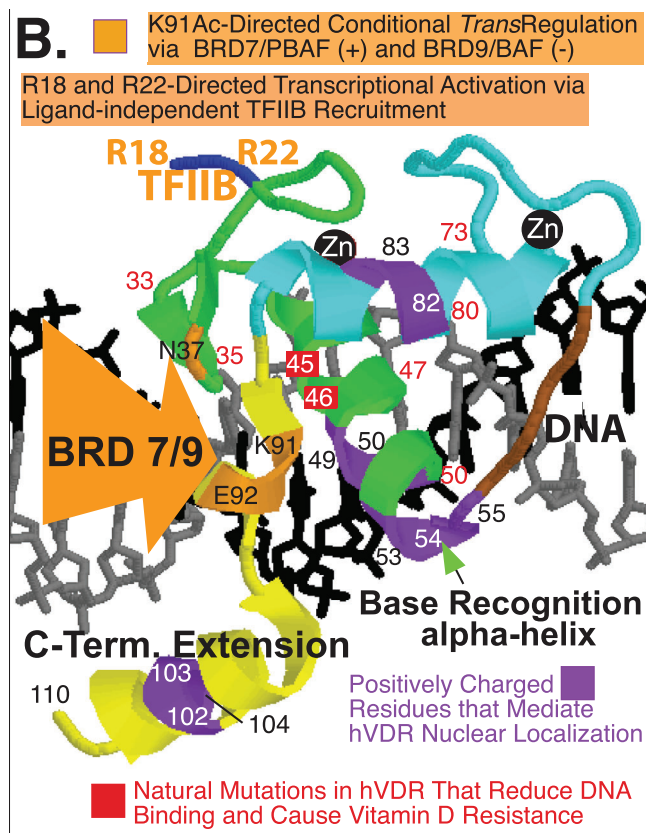 B. K91Ac-Directed Conditional TransRegulation
via BRD7/PBAF (+) and BRD9/BAF (-)
R18 and R22-Directed Transcriptional Activation via
Ligand-independent TFIIB Recruitment
R18 R22
TFIIB
Zn
Zn
83
73
33
82
80
N37
35
45
47
46
BRD 7/9
DNA
K91
50
49
50
E92
55
54
53
Base Recognition
alpha-helix
C-Term. Extension
103
110
102
104
Positively Charged
Residues that Mediate
hVDR Nuclear Localization
Natural Mutations in hVDR That Reduce DNA
Binding and Cause Vitamin D Resistance